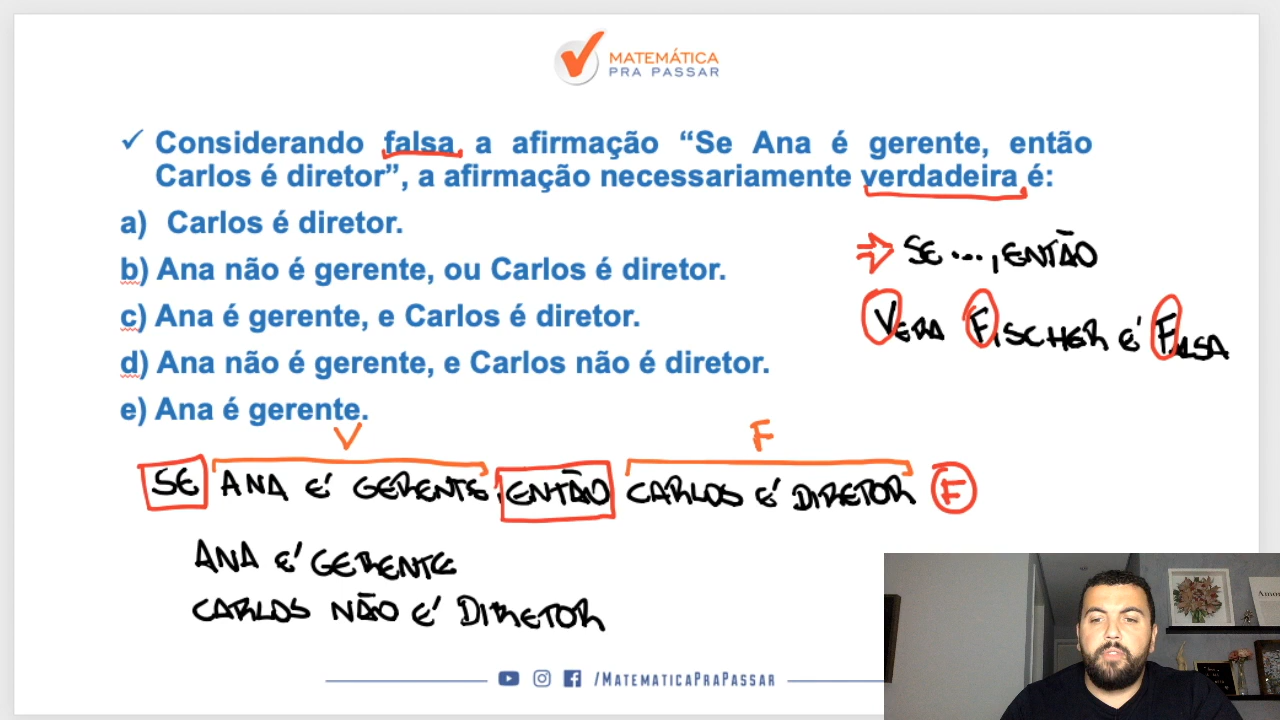 MATEMÁTICA
PRA PASSAR
✓ Considerando falsa a afirmação “Se Ana é gerente, então
Carlos é diretor”, a afirmação necessariamente verdadeira é:
a) Carlos é diretor.
b) Ana não é gerente, ou Carlos é diretor.
c) Ana é gerente, e Carlos é diretor.
d) Ana não é gerente, e Carlos não é diretor.
e) Ana é gerente.
⇒ SE ..., ENTÃO
VERA FISCHER É FALSA
V F
SE ANA É GERENTE, ENTÃO CARLOS É DIRETOR F
ANA É GERENTE
CARLOS NÃO É DIRETOR
/MATEMATICAPRAPASSAR